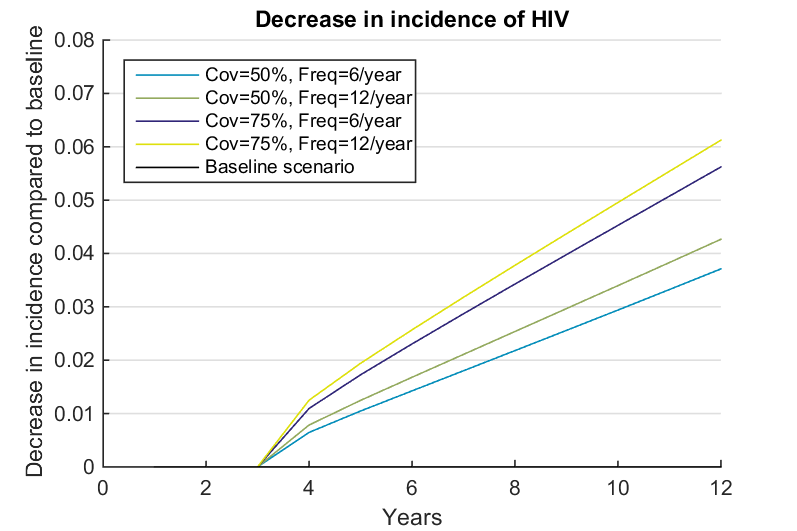 Decrease in incidence of HIV
Decrease in incidence compared to baseline
0.08
0.07
0.06
0.05
0.04
0.03
0.02
0.01
0
Cov=50%, Freq=6/year
Cov=50%, Freq=12/year
Cov=75%, Freq=6/year
Cov=75%, Freq=12/year
Baseline scenario
0 2 4 6 8 10 12
Years